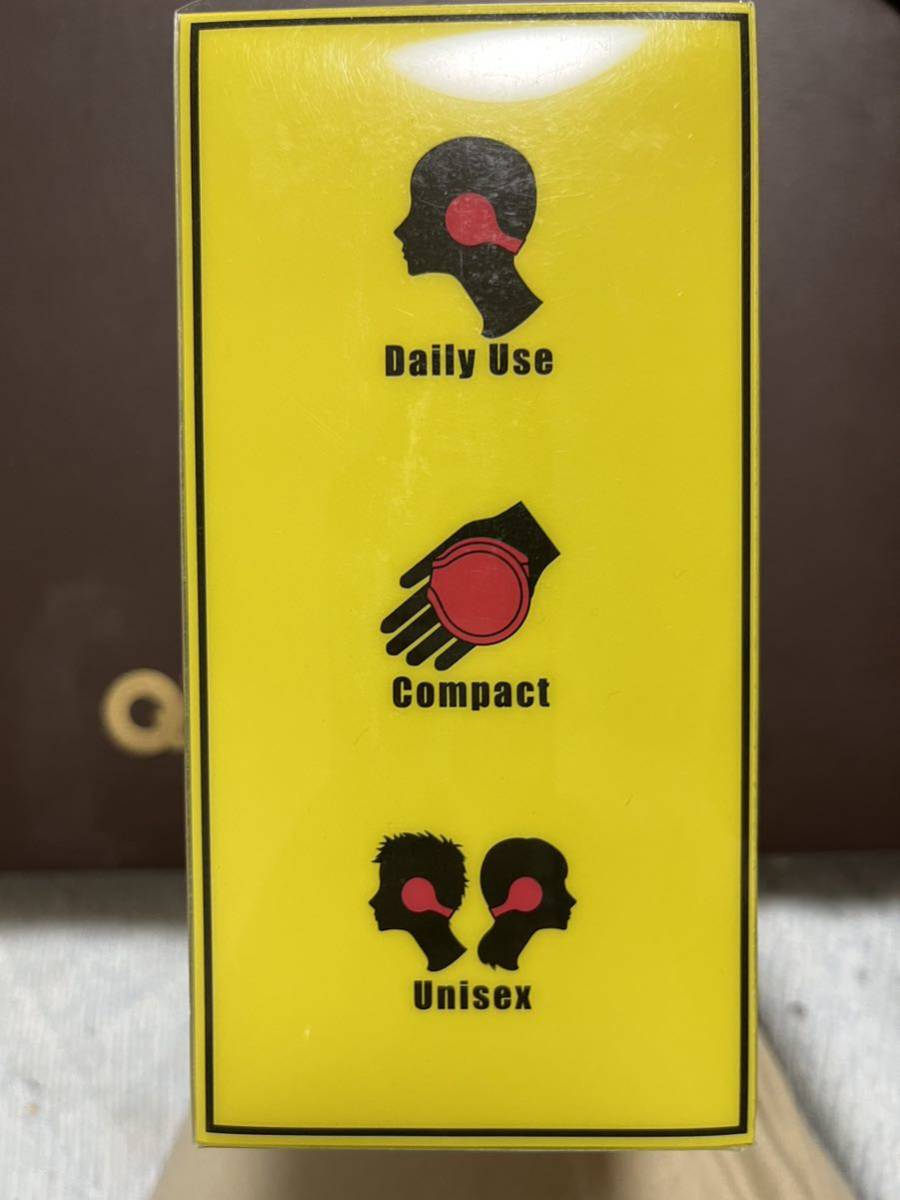 Daily Use
Compact
Unisex
Q